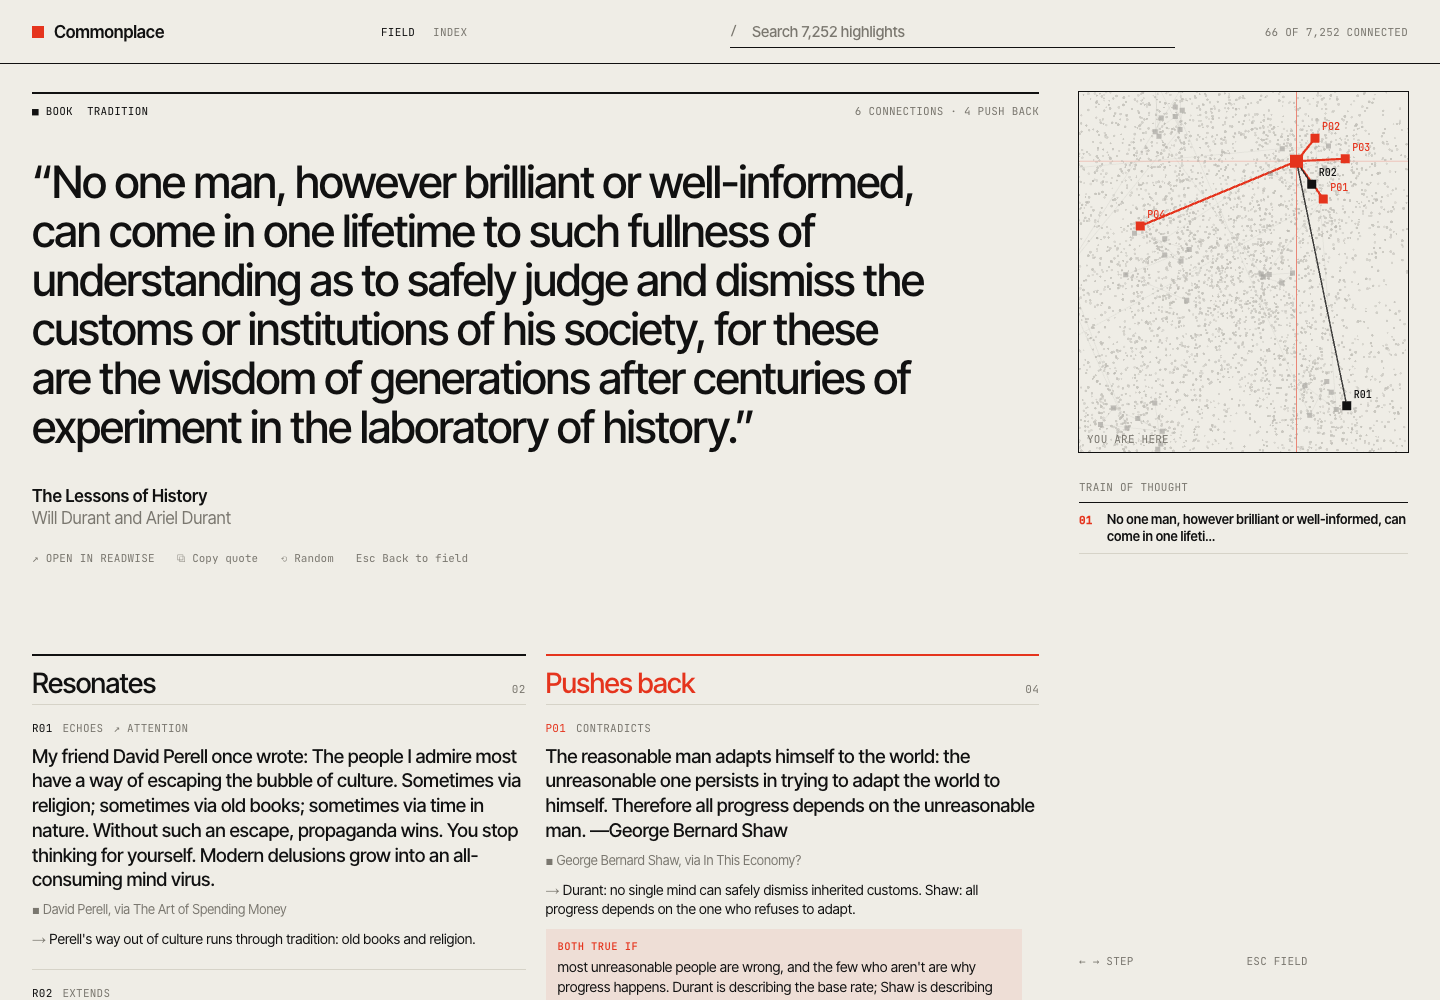 Commonplace
FIELD INDEX
/ Search 7,252 highlights
66 OF 7,252 CONNECTED
BOOK TRADITION
6 CONNECTIONS · 4 PUSH BACK
“No one man, however brilliant or well-informed,
can come in one lifetime to such fullness of
understanding as to safely judge and dismiss the
customs or institutions of his society, for these
are the wisdom of generations after centuries of
experiment in the laboratory of history.”
The Lessons of History
Will Durant and Ariel Durant
↗ OPEN IN READWISE Copy quote Random Esc Back to field
Resonates
02
R01 ECHOES ↗ ATTENTION
My friend David Perell once wrote: The people I admire most
have a way of escaping the bubble of culture. Sometimes via
religion; sometimes via old books; sometimes via time in
nature. Without such an escape, propaganda wins. You stop
thinking for yourself. Modern delusions grow into an all-
consuming mind virus.
David Perell, via The Art of Spending Money
→ Perell's way out of culture runs through tradition: old books and religion.
R02 EXTENDS
Pushes back
04
P01 CONTRADICTS
The reasonable man adapts himself to the world: the
unreasonable one persists in trying to adapt the world to
himself. Therefore all progress depends on the unreasonable
man. —George Bernard Shaw
George Bernard Shaw, via In This Economy?
→ Durant: no single mind can safely dismiss inherited customs. Shaw: all
progress depends on the one who refuses to adapt.
BOTH TRUE IF
most unreasonable people are wrong, and the few who aren't are why
progress happens. Durant is describing the base rate; Shaw is describing
P02
P03
R02
P01
P04
R01
YOU ARE HERE
TRAIN OF THOUGHT
01 No one man, however brilliant or well-informed, can
come in one lifeti...
← → STEP
ESC FIELD